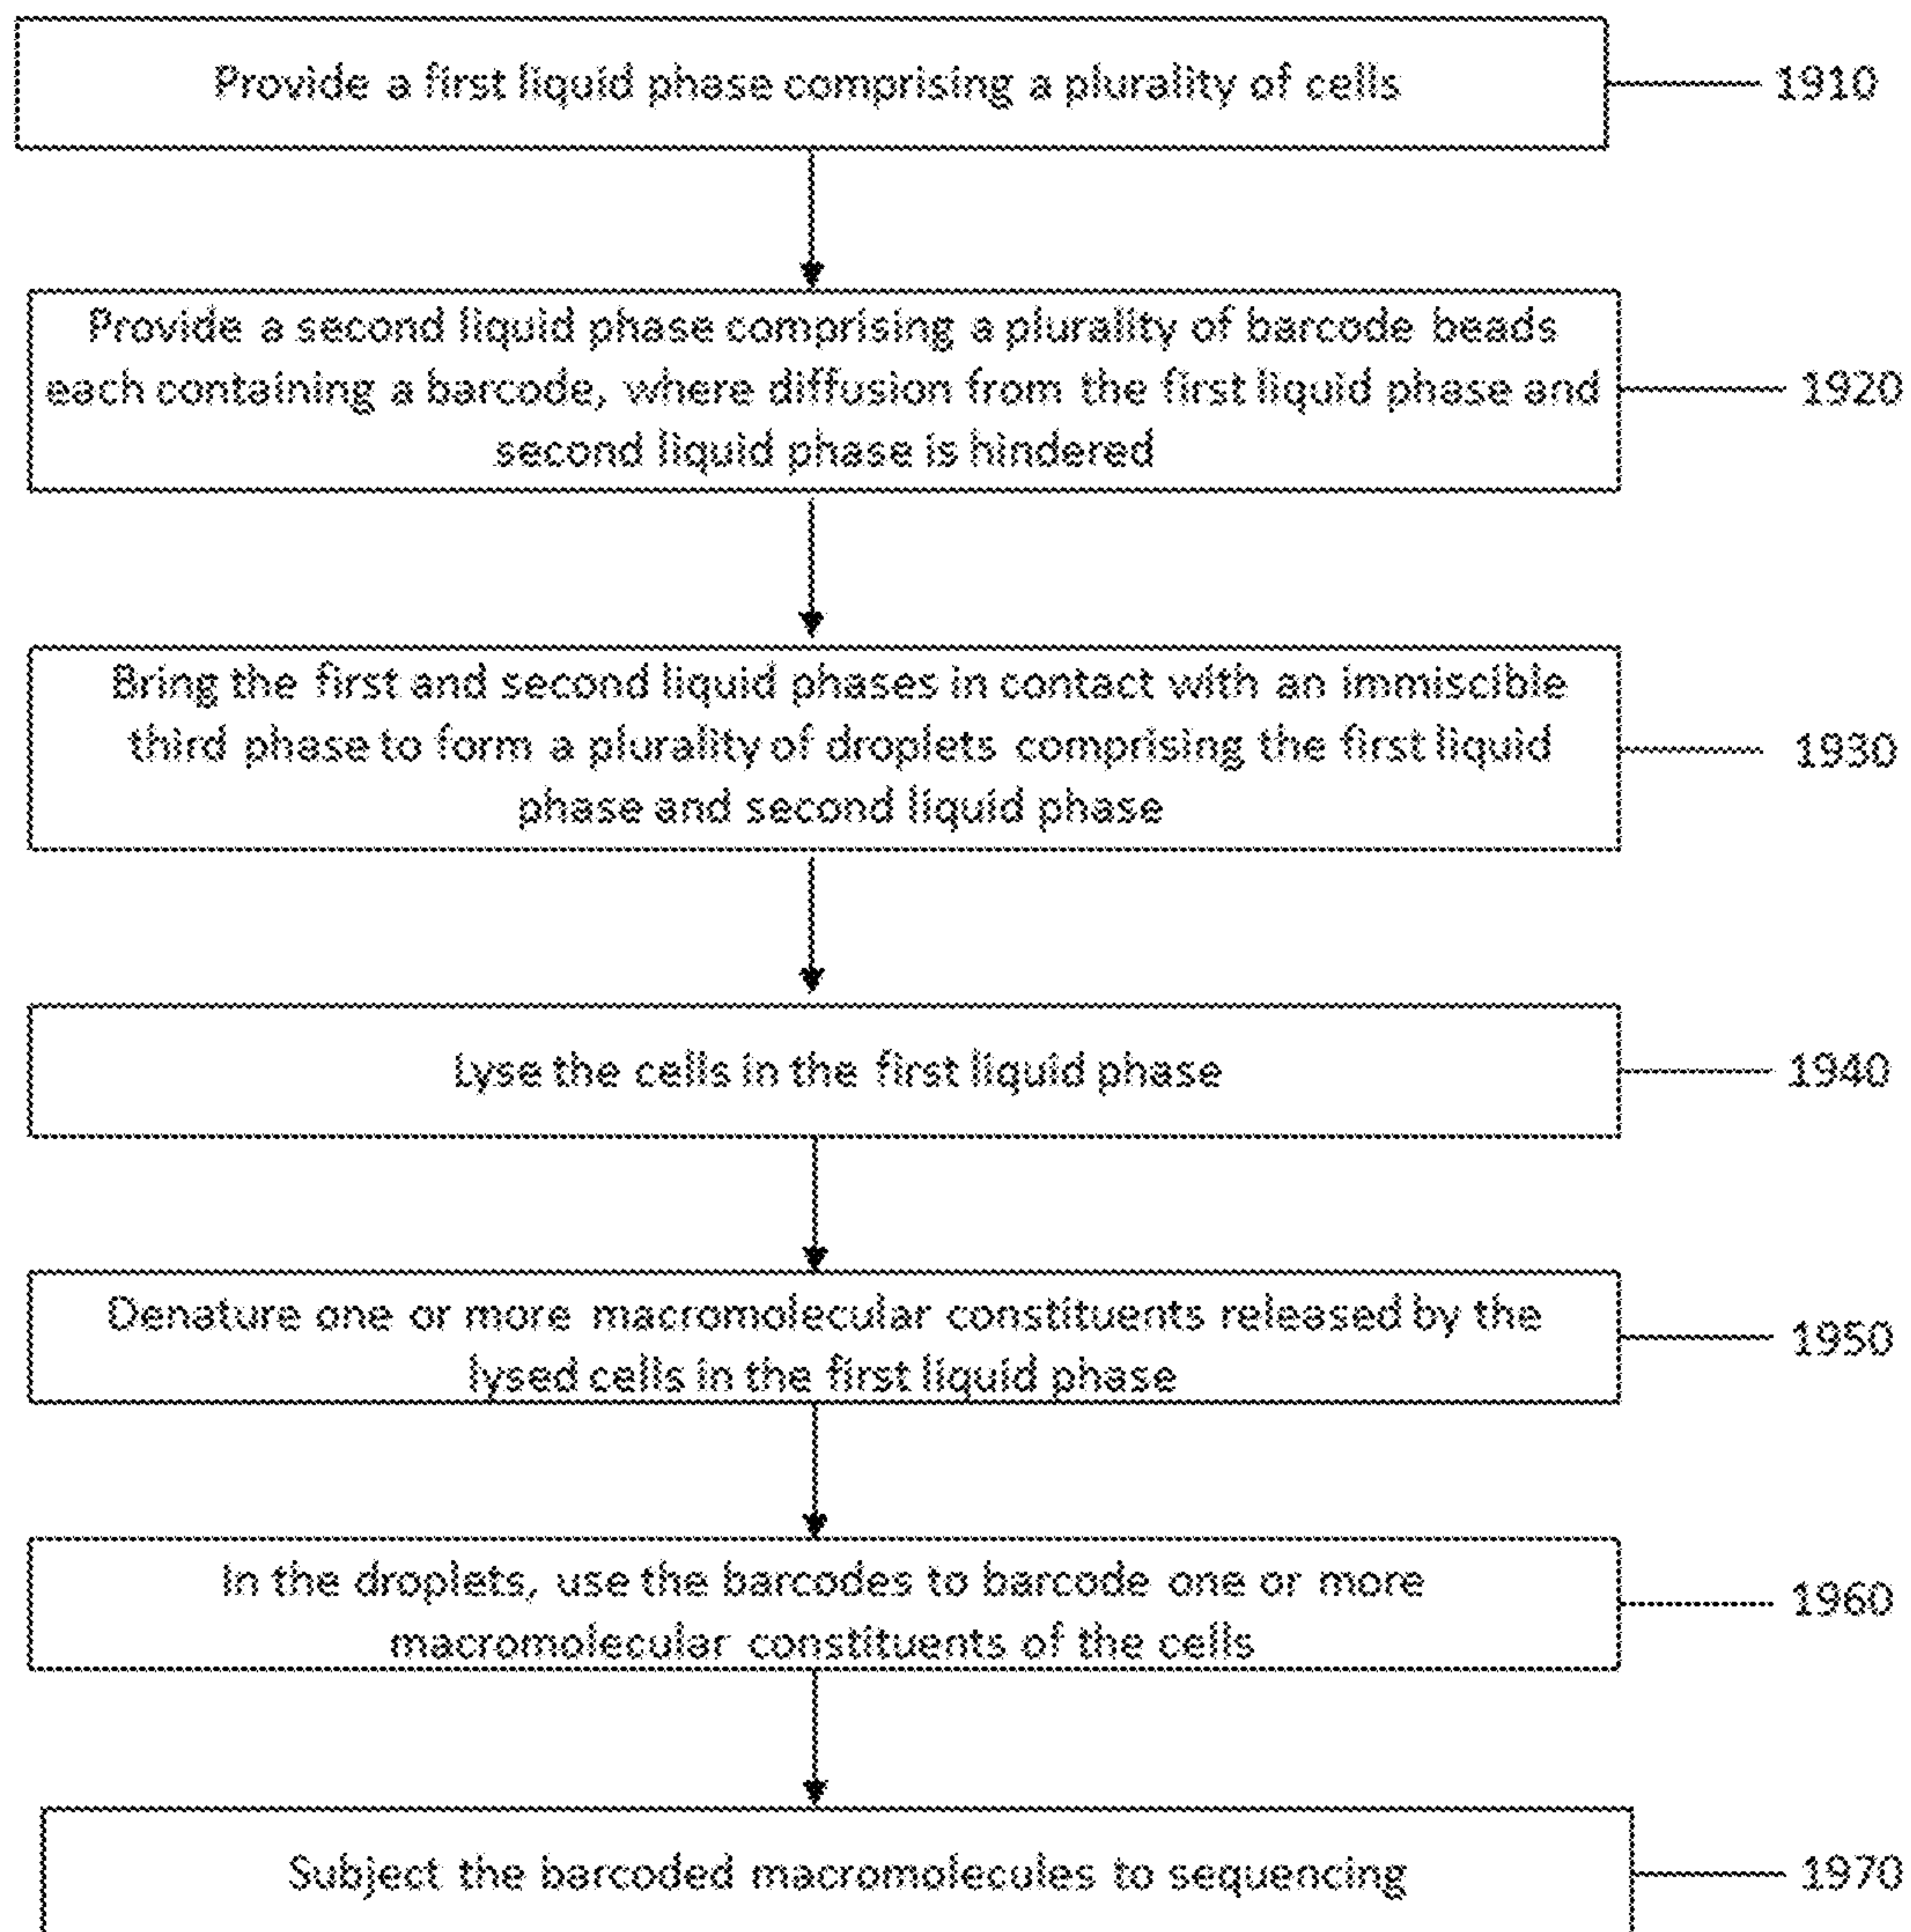 Provide a first liquid phase comprising a plurality of cells
1910
Provide a second liquid phase comprising a plurality of barcode beads
each containing a barcode, where diffusion from the first liquid phase and
second liquid phase is hindered
1920
Bring the first and second liquid phases in contact with an immiscible
third phase to form a plurality of droplets comprising the first liquid
phase and second liquid phase
1930
Lyse the cells in the first liquid phase
1940
Denature one or more macromolecular constituents released by the
lysed cells in the first liquid phase
1950
In the droplets, use the barcodes to barcode one or more
macromolecular constituents of the cells
1960
Subject the barcoded macromolecules to sequencing
1970